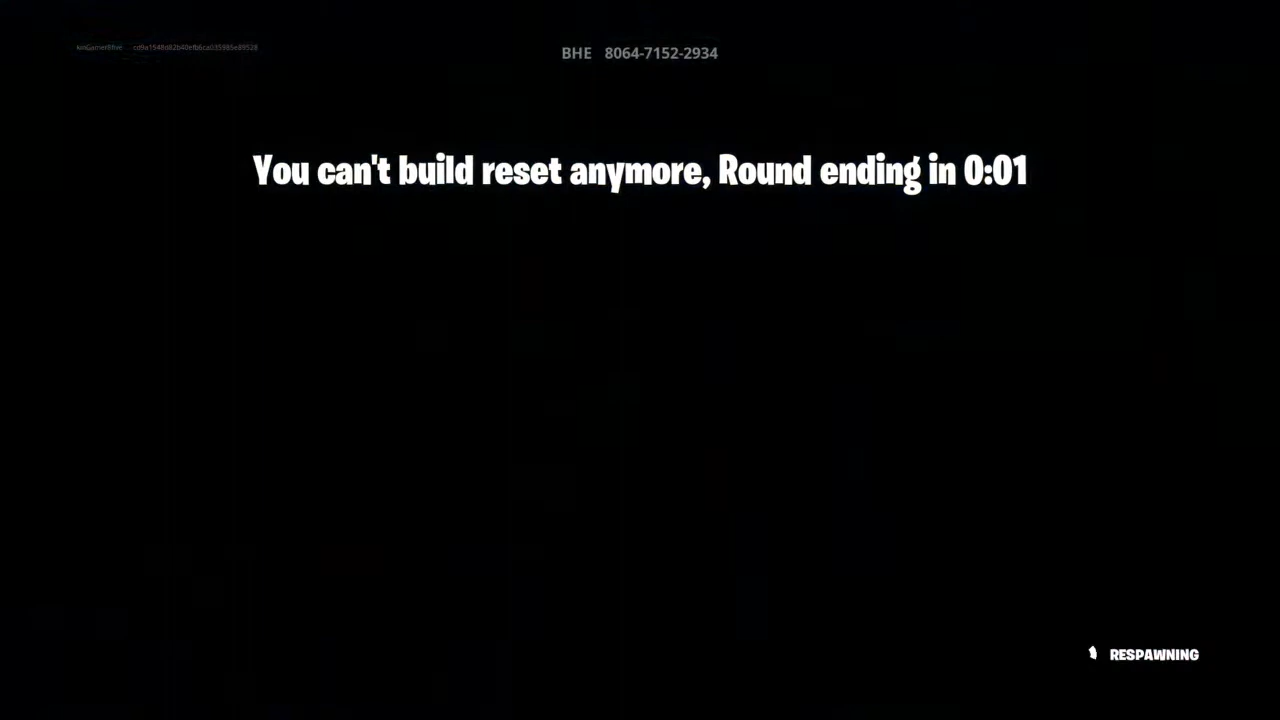 BHE 8064-7152-2934
You can't build reset anymore, Round ending in 0:01
RESPAWNING